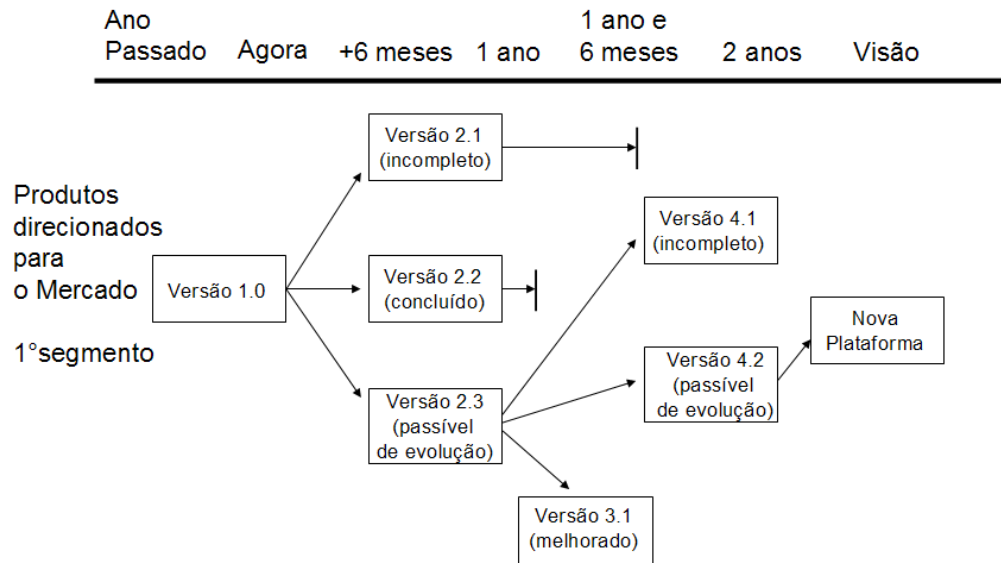 Ano
Passado
Agora
+6 meses
1 ano
1 ano e
6 meses
2 anos
Visão
Produtos
direcionados
para
o Mercado
1°segmento
Versão 1.0
Versão 2.1
(incompleto)
Versão 2.2
(concluído)
Versão 2.3
(passível
de evolução)
Versão 4.1
(incompleto)
Versão 4.2
(passível
de evolução)
Versão 3.1
(melhorado)
Nova
Plataforma